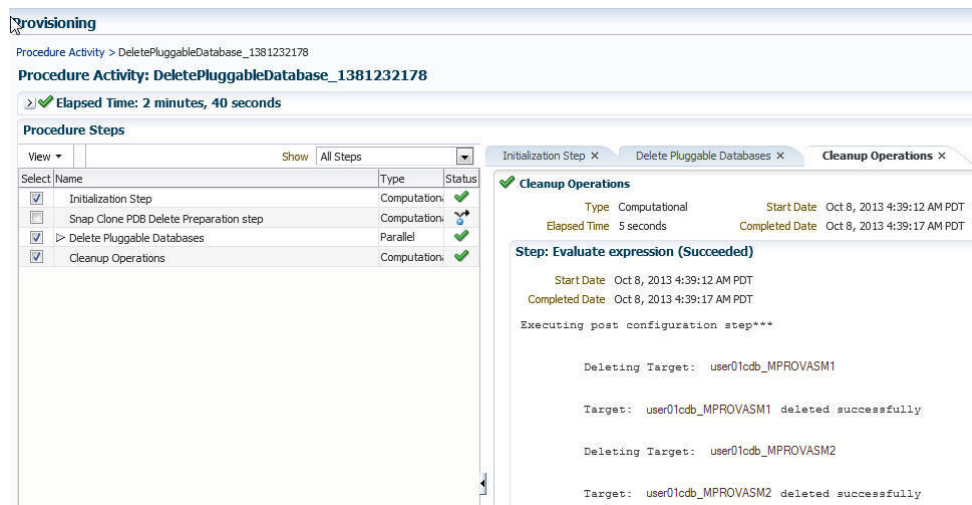 Provisioning
Procedure Activity > DeletePluggableDatabase_1381232178
Procedure Activity: DeletePluggableDatabase_1381232178
Elapsed Time: 2 minutes, 40 seconds
Procedure Steps
View
Show All Steps
Select Name Type Status
Initialization Step Computation
Snap Clone PDB Delete Preparation step Computation
Delete Pluggable Databases Parallel
Cleanup Operations Computation
Initialization Step Delete Pluggable Databases Cleanup Operations
Cleanup Operations
Type Computational Start Date Oct 8, 2013 4:39:12 AM PDT
Elapsed Time 5 seconds Completed Date Oct 8, 2013 4:39:17 AM PDT
Step: Evaluate expression (Succeeded)
Start Date Oct 8, 2013 4:39:12 AM PDT
Completed Date Oct 8, 2013 4:39:17 AM PDT
Executing post configuration step***
Deleting Target: user01cdb_MPROVASM1
Target: user01cdb_MPROVASM1 deleted successfully
Deleting Target: user01cdb_MPROVASM2
Target: user01cdb_MPROVASM2 deleted successfully